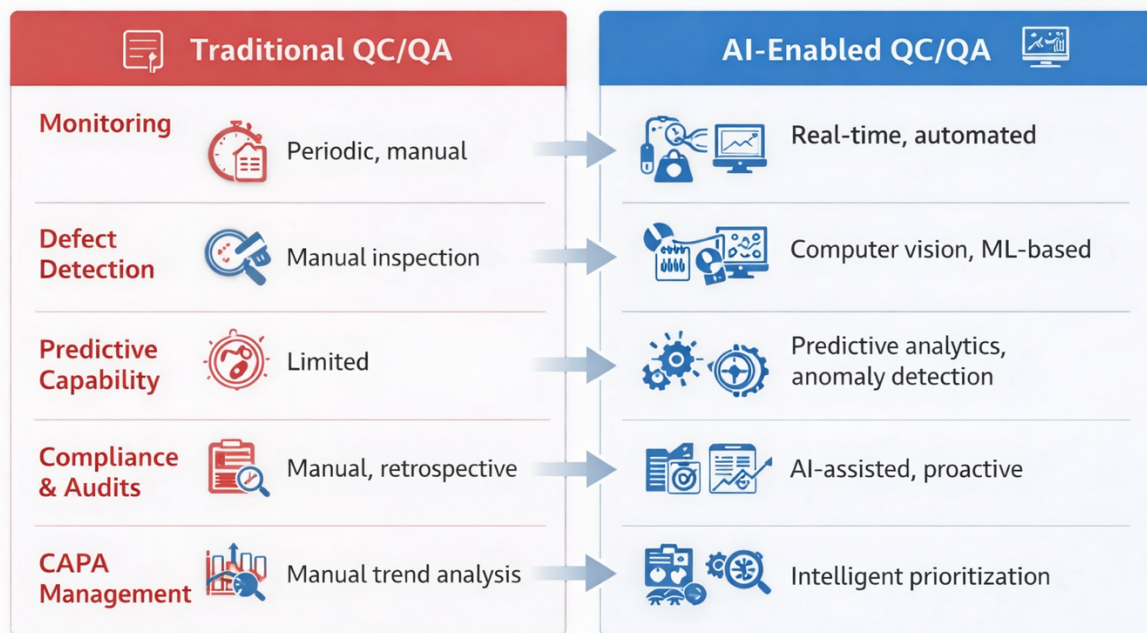 Traditional QC/QA
AI-Enabled QC/QA
Monitoring
Periodic, manual
Real-time, automated
Defect
Detection
Manual inspection
Computer vision, ML-based
Predictive
Capability
Limited
Predictive analytics,
anomaly detection
Compliance
& Audits
Manual, retrospective
AI-assisted, proactive
CAPA
Management
Manual trend analysis
Intelligent prioritization